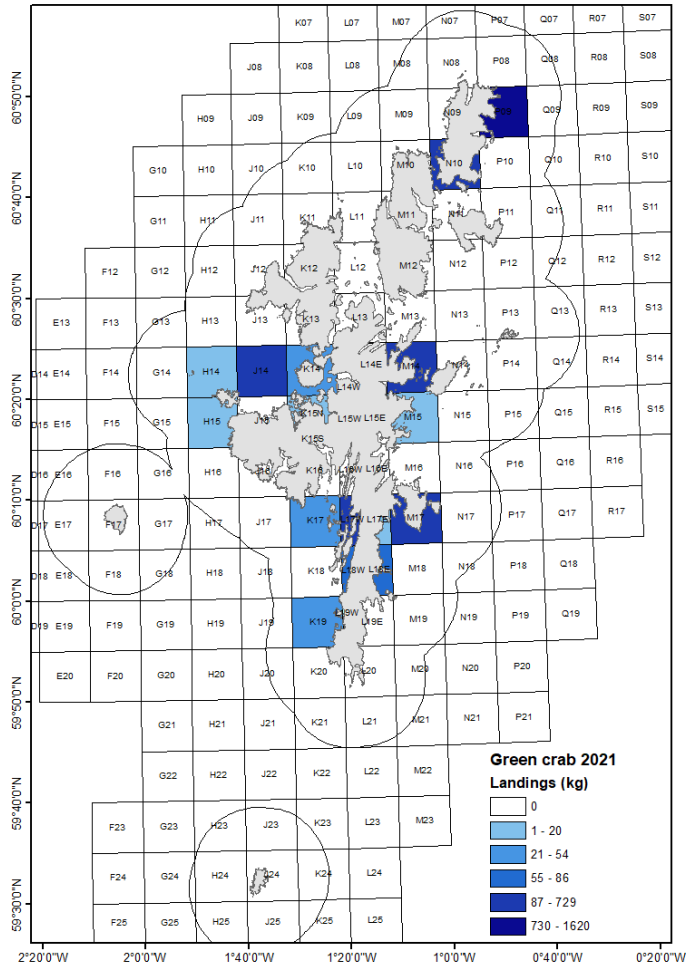 K07 L07 M07 N07 P07 Q07 R07 S07
J08 K08 L08 M08 N08 P08 Q08 R08 S08
60°50'0"N
H09 J09 K09 L09 M09 N09 P09 Q09 R09 S09
G10 H10 J10 K10 L10 M10 N10 P10 Q10 R10 S10
60°40'0"N
G11 H11 J11 K11 L11 M11 N11 P11 Q11 R11 S11
F12 G12 H12 J12 K12 L12 M12 N12 P12 Q12 R12 S12
60°30'0"N
E13 F13 G13 H13 J13 K13 L13 M13 N13 P13 Q13 R13 S13
D14 E14 F14 G14 H14 J14 K14 L14E M14 N14 P14 Q14 R14 S14
L14W
60°20'0"N
D15 E15 F15 G15 H15 J15 K15N L15W L15E M15 N15 P15 Q15 R15 S15
K15S
D16 E16 F16 G16 H16 J16 K16 L16W L16E M16 N16 P16 Q16 R16
60°10'0"N
D17 E17 F17 G17 H17 J17 K17 L17W L17E M17 N17 P17 Q17 R17
D18 E18 F18 G18 H18 J18 K18 L18W L18E M18 N18 P18 Q18
60°0'0"N
D19 E19 F19 G19 H19 J19 K19 L19W L19E M19 N19 P19 Q19
E20 F20 G20 H20 J20 K20 L20 M20 N20 P20
59°50'0"N
G21 H21 J21 K21 L21 M21 N21 P21
G22 H22 J22 K22 L22 M22
59°40'0"N
F23 G23 H23 J23 K23 L23 M23
F24 G24 H24 J24 K24 L24
59°30'0"N
F25 G25 H25 J25 K25 L25
2°20'0"W 2°0'0"W 1°40'0"W 1°20'0"W 1°0'0"W 0°40'0"W 0°20'0"W
Green crab 2021
Landings (kg)
0
1 - 20
21 - 54
55 - 86
87 - 729
730 - 1620